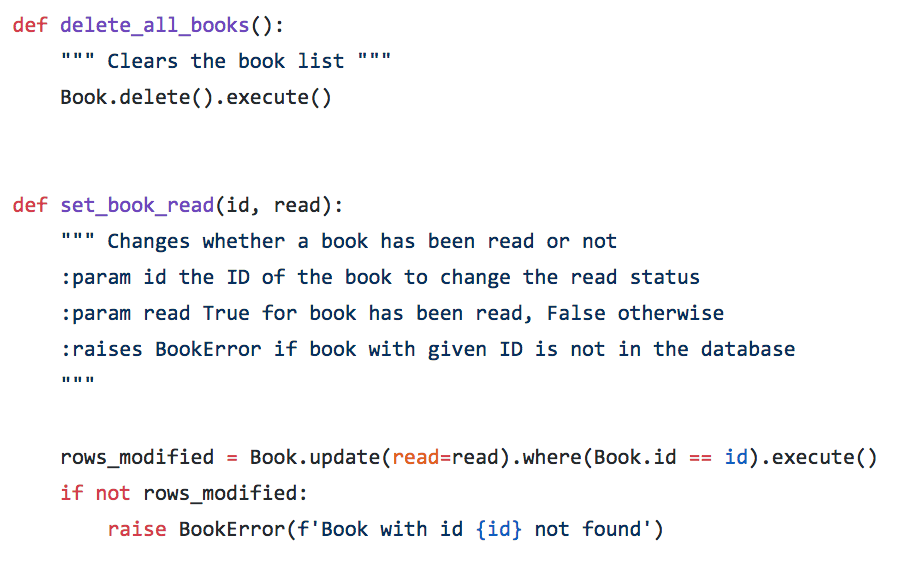 def delete_all_books():
    """ Clears the book list """
    Book.delete().execute()

def set_book_read(id, read):
    """ Changes whether a book has been read or not
    :param id the ID of the book to change the read status
    :param read True for book has been read, False otherwise
    :raises BookError if book with given ID is not in the database
    """

    rows_modified = Book.update(read=read).where(Book.id == id).execute()
    if not rows_modified:
        raise BookError(f'Book with id {id} not found')